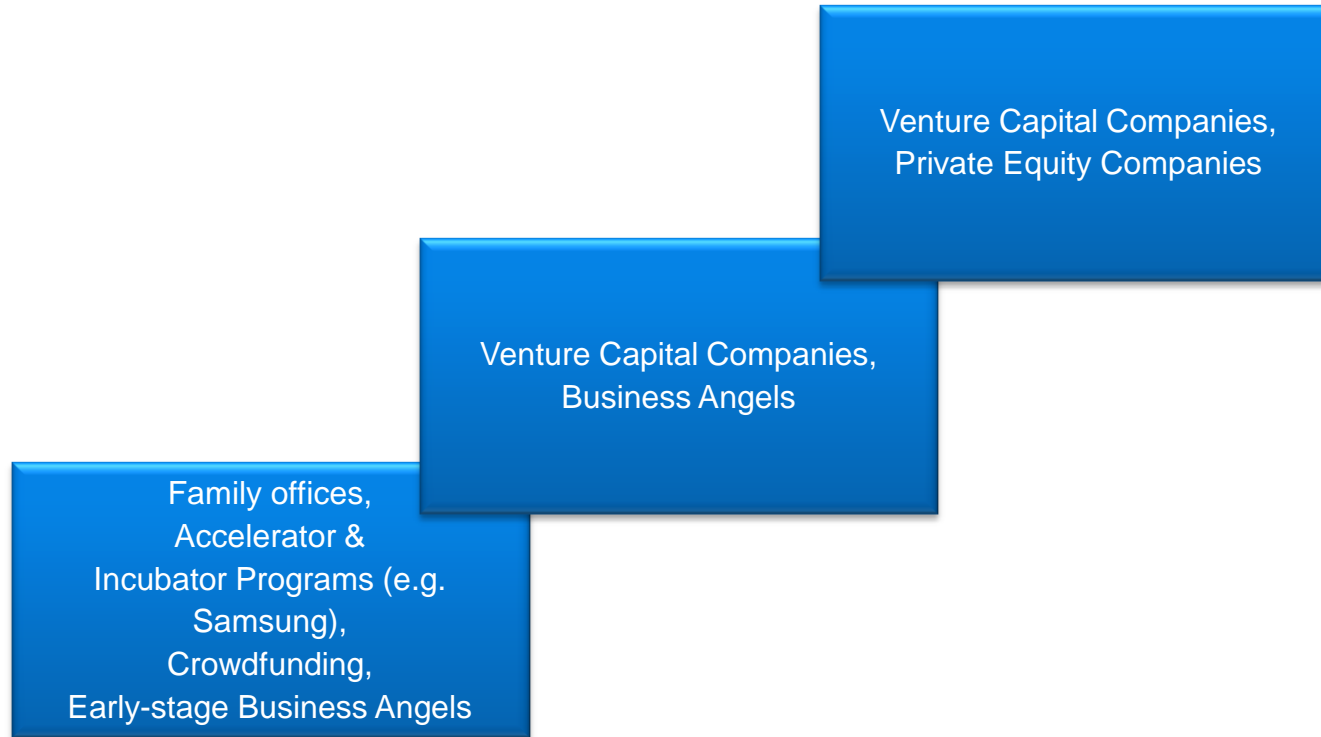 Venture Capital Companies,
Private Equity Companies
Venture Capital Companies,
Business Angels
Family offices,
Accelerator &
Incubator Programs (e.g.
Samsung),
Crowdfunding,
Early-stage Business Angels